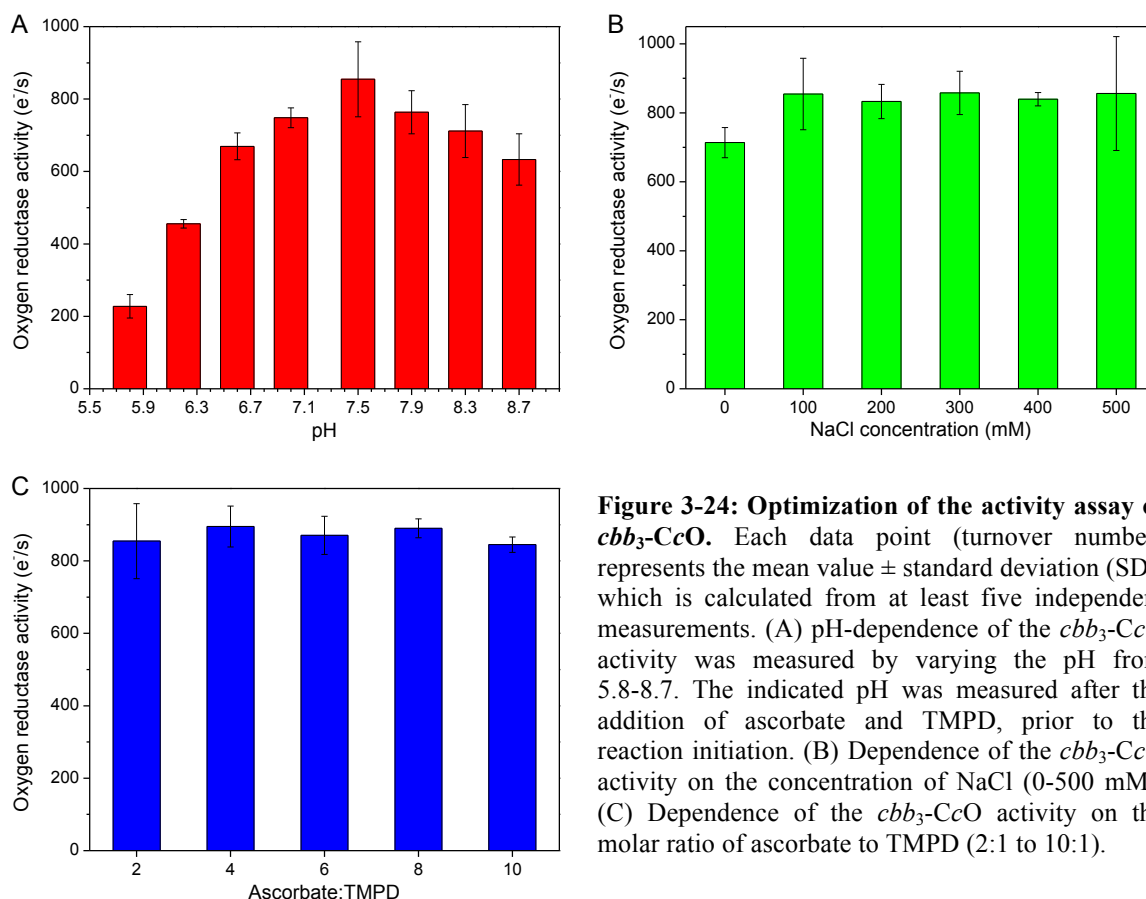 A
Oxygen reductase activity (e⁻/s)
1000
800
600
400
200
0
5.5 5.9 6.3 6.7 7.1 7.5 7.9 8.3 8.7
pH
B
Oxygen reductase activity (e⁻/s)
1000
800
600
400
200
0
0 100 200 300 400 500
NaCl concentration (mM)
C
Oxygen reductase activity (e⁻/s)
1000
800
600
400
200
0
2 4 6 8 10
Ascorbate:TMPD
Figure 3-24: Optimization of the activity assay
cbb₃-CcO. Each data point (turnover number
represents the mean value ± standard deviation (SD
which is calculated from at least five independen
measurements. (A) pH-dependence of the cbb₃-Cc
activity was measured by varying the pH from
5.8-8.7. The indicated pH was measured after th
addition of ascorbate and TMPD, prior to th
reaction initiation. (B) Dependence of the cbb₃-Cc
activity on the concentration of NaCl (0-500 mM
(C) Dependence of the cbb₃-CcO activity on th
molar ratio of ascorbate to TMPD (2:1 to 10:1).